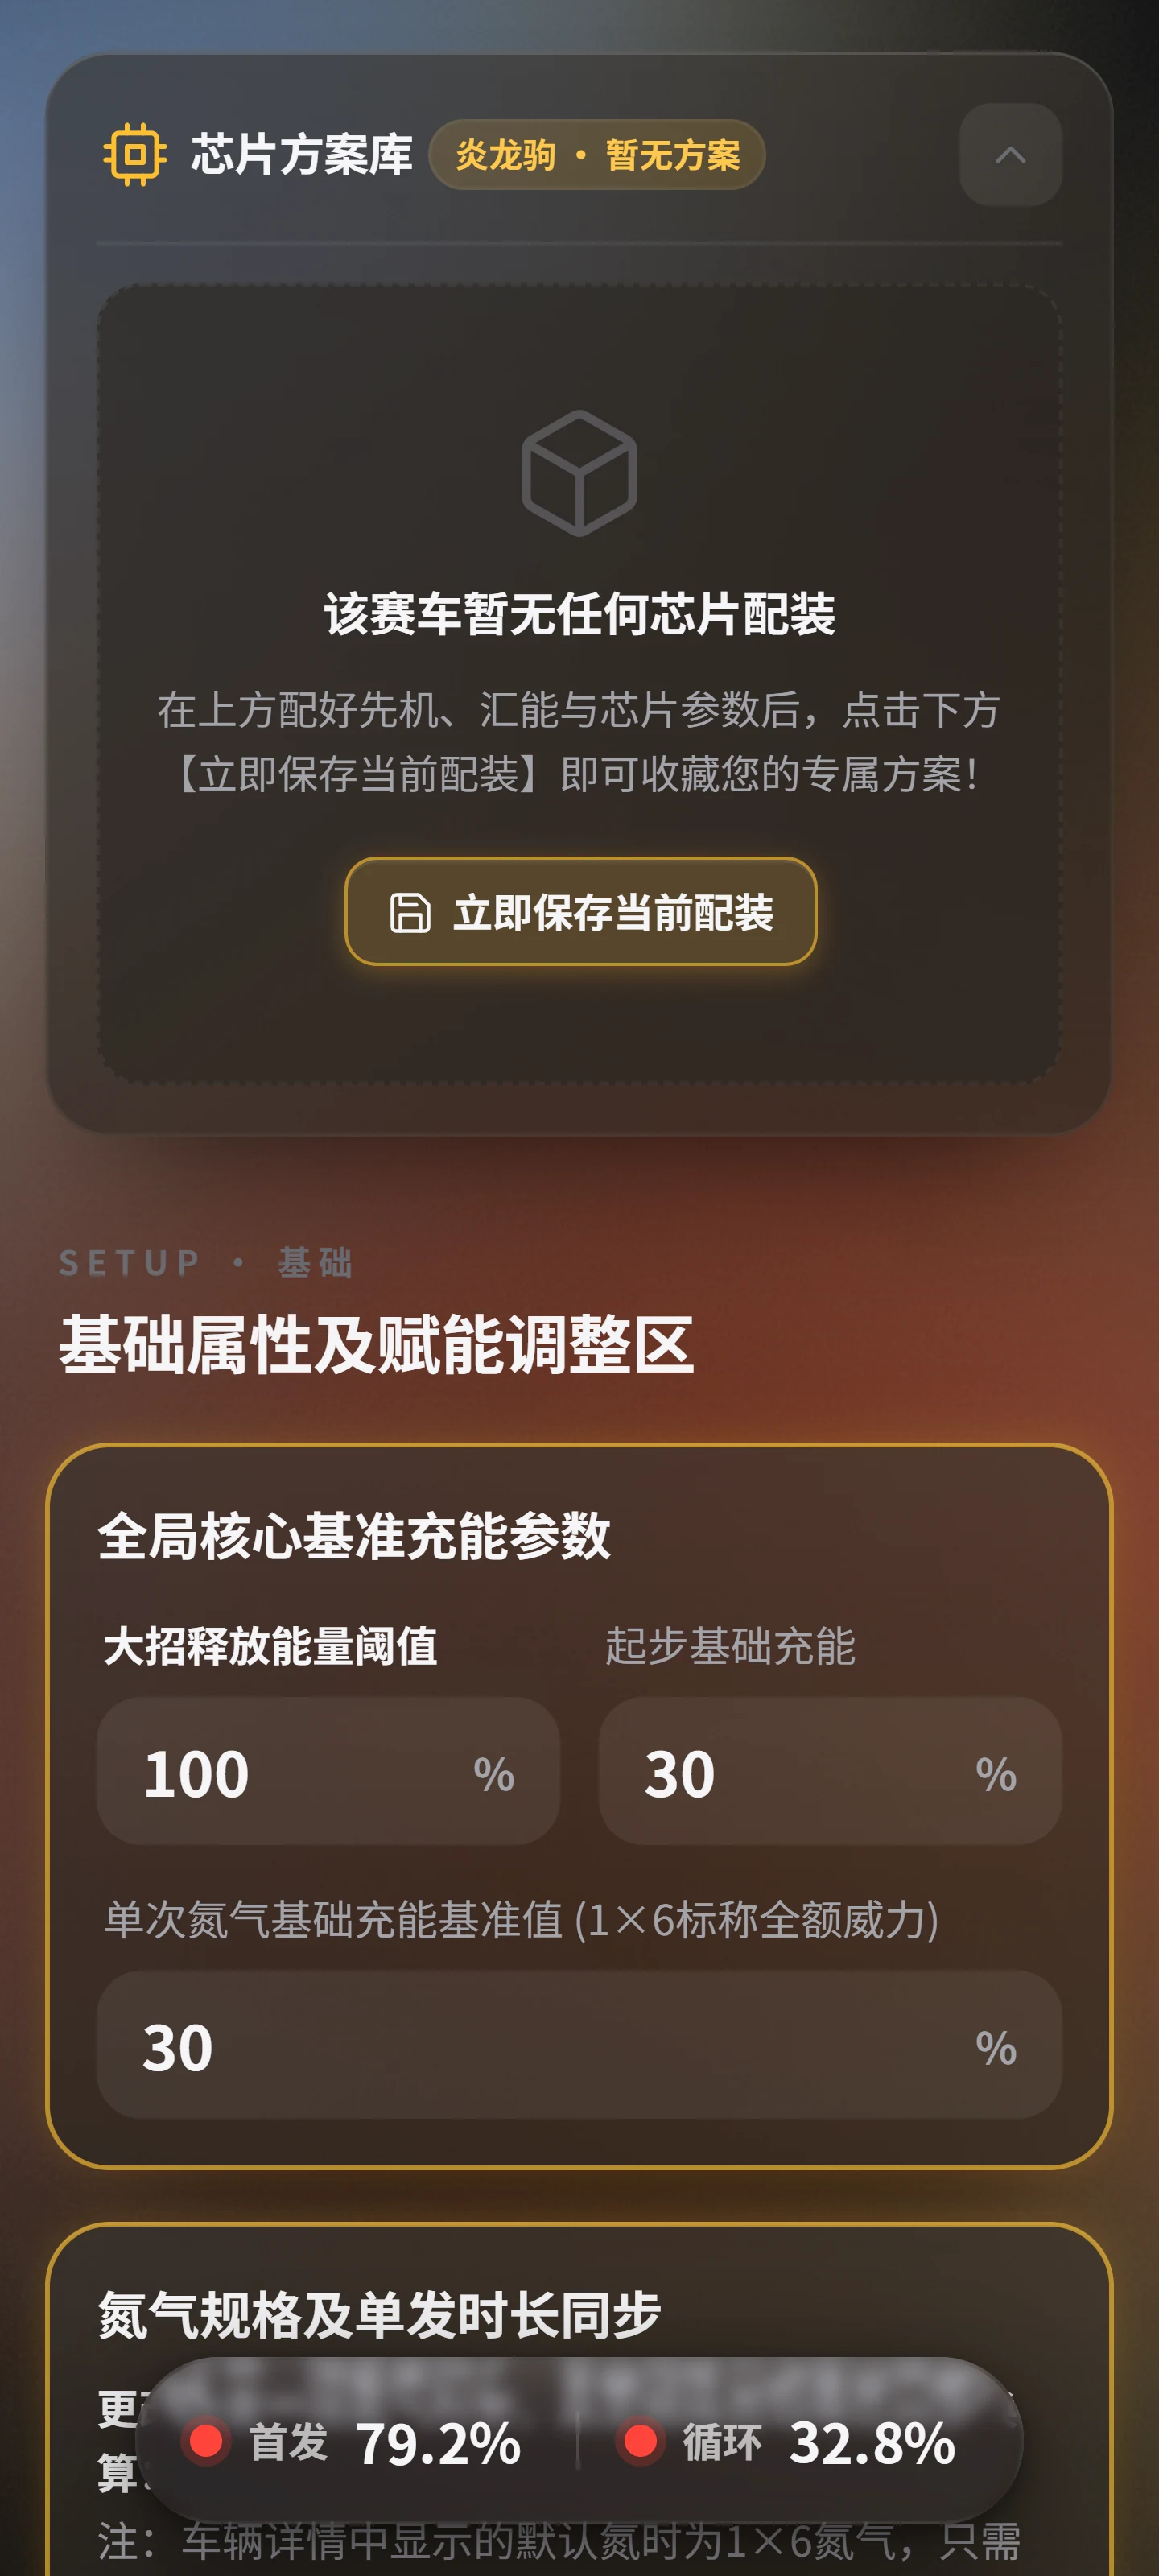 芯片方案库 炎龙驹 · 暂无方案
该赛车暂无任何芯片配装
在上方配好先机、汇能与芯片参数后，点击下方
【立即保存当前配装】即可收藏您的专属方案！
立即保存当前配装
SETUP · 基础
基础属性及赋能调整区
全局核心基准充能参数
大招释放能量阈值 起步基础充能
100 % 30 %
单次氮气基础充能基准值 (1×6标称全额威力)
30 %
氮气规格及单发时长同步
更
算
首发 79.2% 循环 32.8%
注：车辆详情中显示的默认氮时为1×6氮气，只需